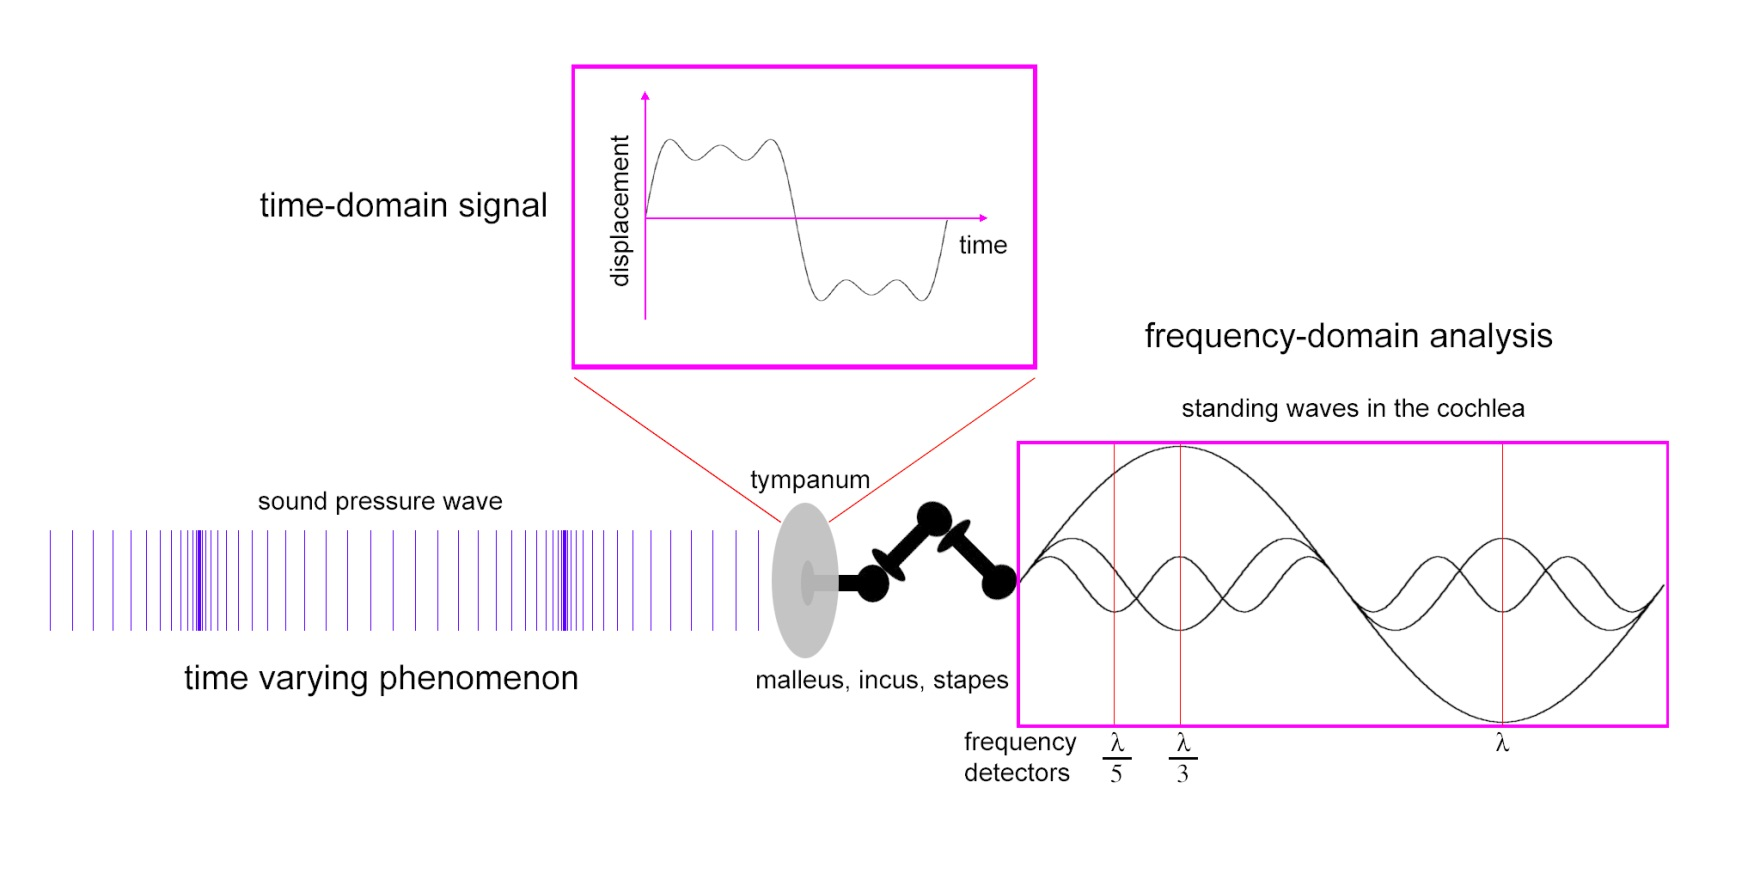 time-domain signal
displacement
time
frequency-domain analysis
standing waves in the cochlea
tympanum
sound pressure wave
time varying phenomenon
malleus, incus, stapes
frequency
detectors
λ
5
λ
3
λ